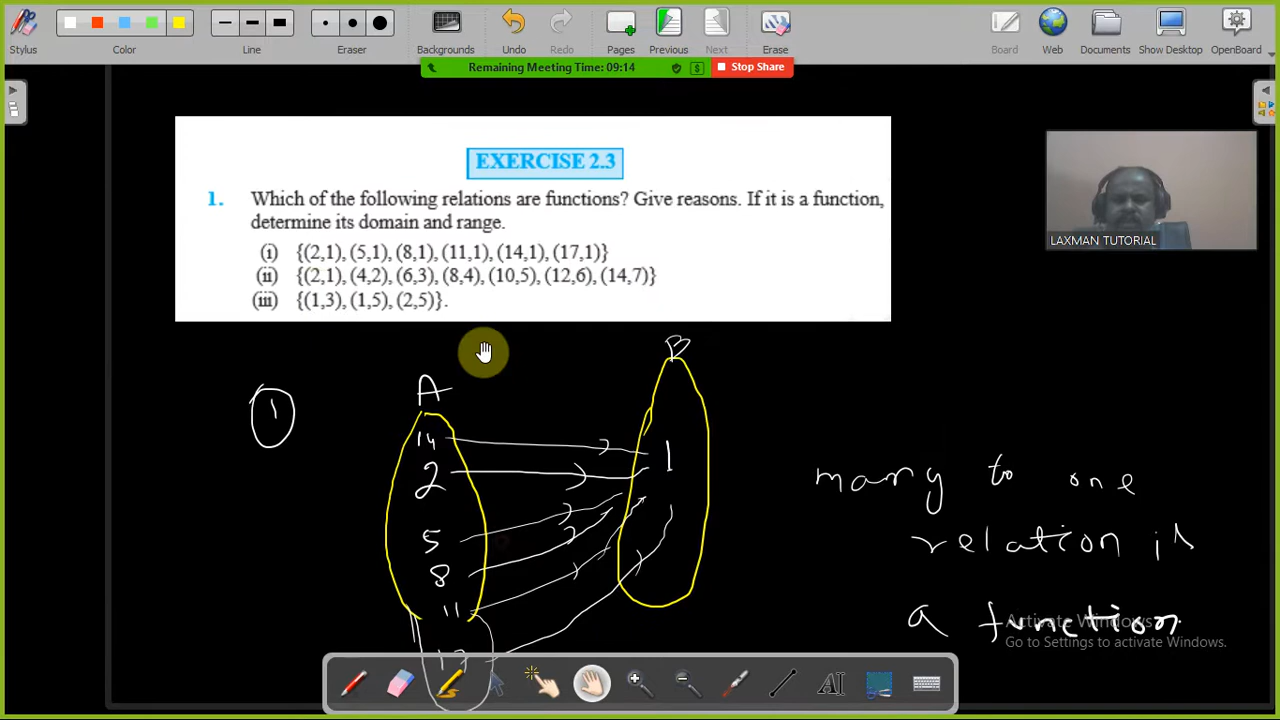 Stylus Color Line Eraser Backgrounds Undo Redo Pages Previous Next Erase Board Web Documents Show Desktop OpenBoard
Remaining Meeting Time: 09:14 Stop Share
EXERCISE 2.3
1. Which of the following relations are functions? Give reasons. If it is a function,
determine its domain and range.
(i) {(2,1), (5,1), (8,1), (11,1), (14,1), (17,1)}
(ii) {(2,1), (4,2), (6,3), (8,4), (10,5), (12,6), (14,7)}
(iii) {(1,3), (1,5), (2,5)}.
LAXMAN TUTORIAL
A
B
1
14
2
5
8
11
1
many to one
relation is
a function
Activate Windows
Go to Settings to activate Windows.